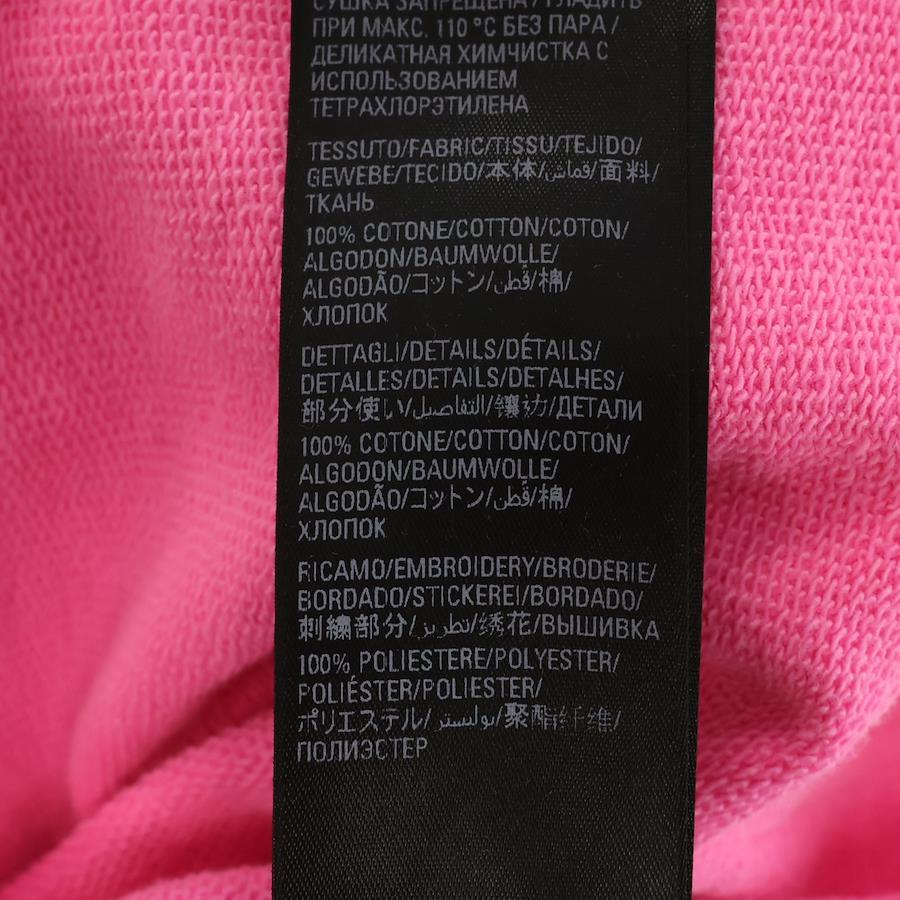 СУШКА ЗАПРЕЩЕНА / ГЛАДИТЬ
ПРИ МАКС. 110 °C БЕЗ ПАРА /
ДЕЛИКАТНАЯ ХИМЧИСТКА С
ИСПОЛЬЗОВАНИЕМ
ТЕТРАХЛОРЭТИЛЕНА
TESSUTO/FABRIC/TISSU/TEJIDO/
GEWEBE/TECIDO/本体/قماش/面料/
ТКАНЬ
100% COTONE/COTTON/COTON/
ALGODON/BAUMWOLLE/
ALGODÃO/コットン/قطن/棉/
ХЛОПОК
DETTAGLI/DETAILS/DÉTAILS/
DETALLES/DETAILS/DETALHES/
部分使い/التفاصيل/镶边/ДЕТАЛИ
100% COTONE/COTTON/COTON/
ALGODON/BAUMWOLLE/
ALGODÃO/コットン/قطن/棉/
ХЛОПОК
RICAMO/EMBROIDERY/BRODERIE/
BORDADO/STICKEREI/BORDADO/
刺繍部分/تطريز/绣花/ВЫШИВКА
100% POLIESTERE/POLYESTER/
POLIÉSTER/POLIESTER/
ポリエステル/بوليستر/聚酯纤维/
ПОЛИЭСТЕР